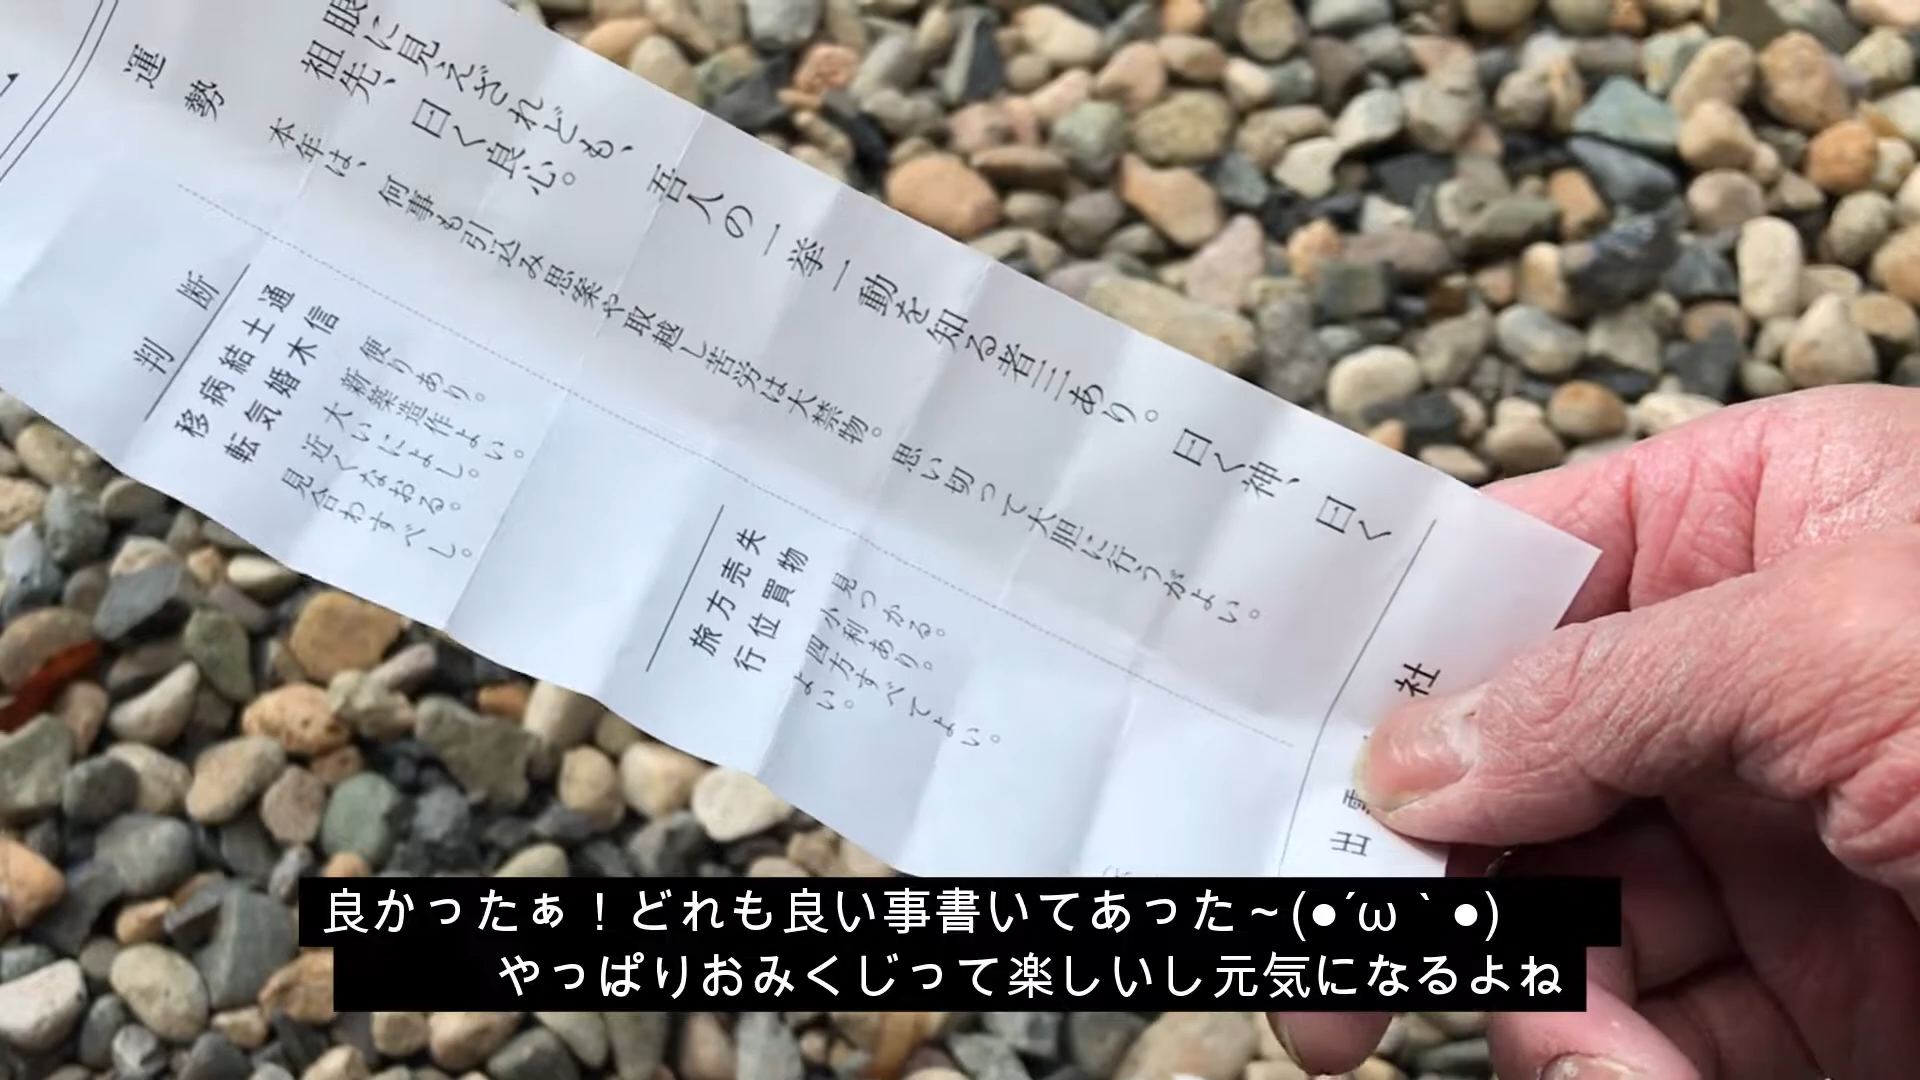 運勢
眼に見えざれども、吾人の一挙一動を知る者三あり。曰く神、曰く
祖先、曰く良心。
本年は、何事も引込み思案や取越し苦労は大禁物。思い切って大胆に行うがよい。
判断
通信 便りあり。
土木 新築造作よい。
結婚 大いによし。
病気 近くなおる。
移転 見合わすべし。
失物 見つかる。
売買 小利あり。
方位 四方すべてよい。
旅行 よい。
社
出
良かったぁ！どれも良い事書いてあった～(●´ω｀●)
やっぱりおみくじって楽しいし元気になるよね